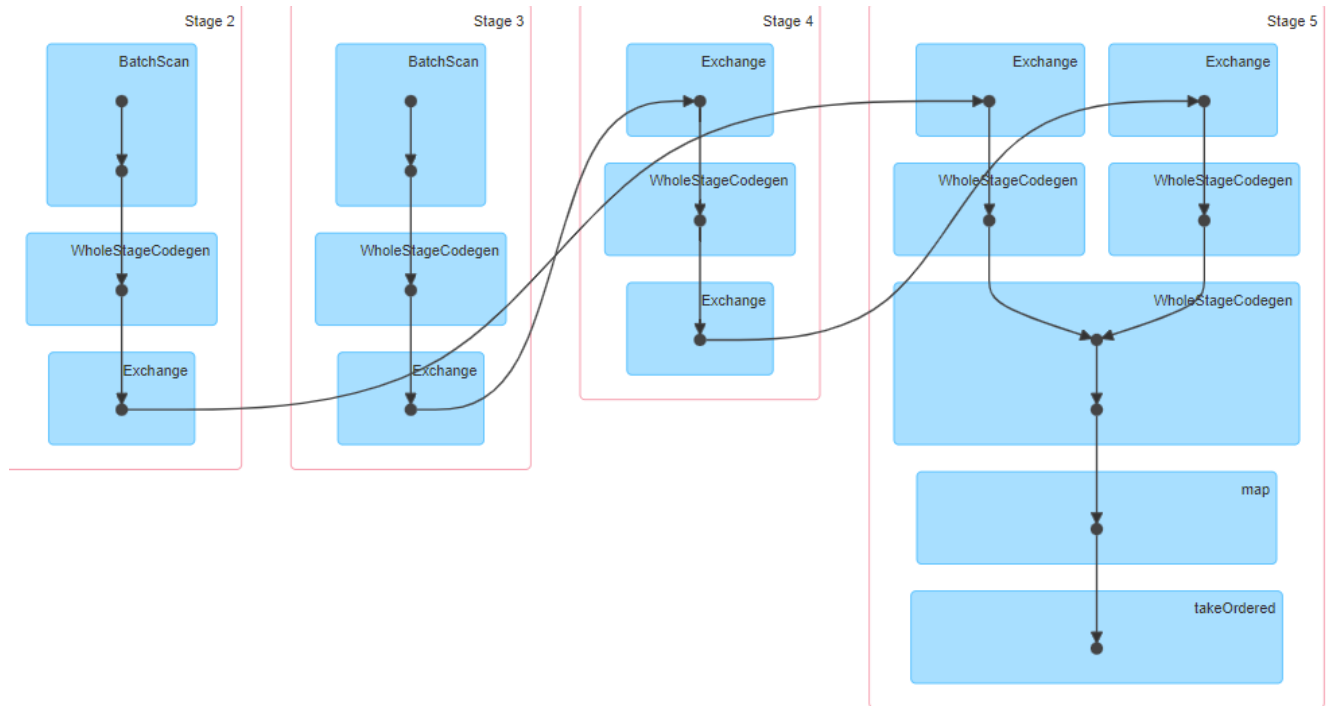 Stage 2
BatchScan
WholeStageCodegen
Exchange
Stage 3
BatchScan
WholeStageCodegen
Exchange
Stage 4
Exchange
WholeStageCodegen
Exchange
Stage 5
Exchange
Exchange
WholeStageCodegen
WholeStageCodegen
WholeStageCodegen
map
takeOrdered